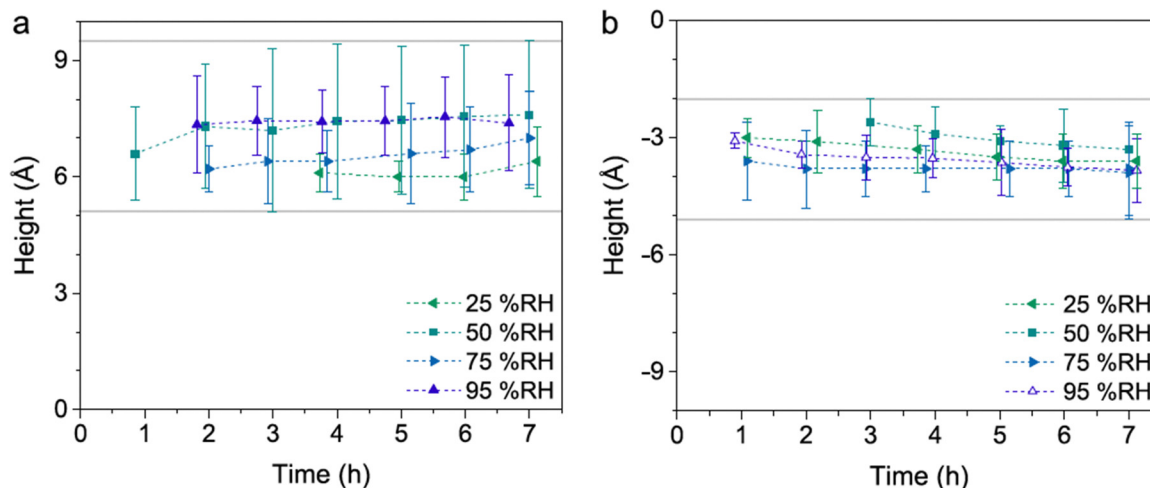 a
Height (Å)
9
6
3
0
25 %RH
50 %RH
75 %RH
95 %RH
1 2 3 4 5 6 7
Time (h)
b
Height (Å)
0
-3
-6
-9
25 %RH
50 %RH
75 %RH
95 %RH
0 1 2 3 4 5 6 7
Time (h)